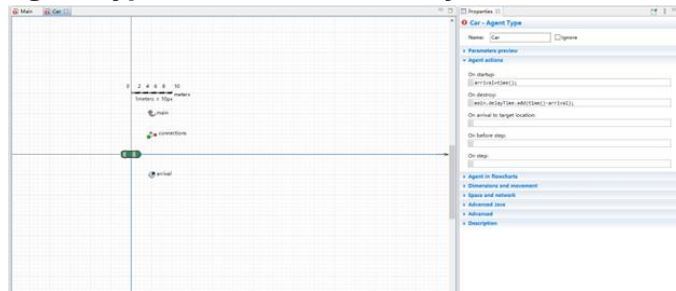 Main
Car
0 2 4 6 8 10
meters
main
connections
arrival
Properties
Car - Agent Type
Name: Car Ignore
Parameters preview
Agent actions
On startup:
arrival=time();
On destroy:
main.delayTime.add(time()-arrival);
On arrival to target location:
On before step:
On step:
Agent in flowcharts
Dimensions and movement
Space and network
Advanced Java
Advanced
Description